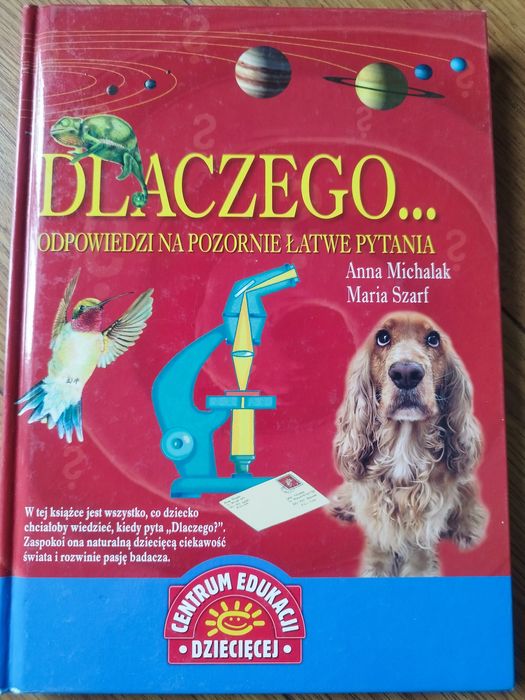 DLACZEGO...
ODPOWIEDZI NA POZORNIE ŁATWE PYTANIA
Anna Michalak
Maria Szarf
W tej książce jest wszystko, co dziecko
chciałoby wiedzieć, kiedy pyta „Dlaczego?".
Zaspokoi ona naturalną dziecięcą ciekawość
świata i rozwinie pasję badacza.
CENTRUM EDUKACJI
• DZIECIĘCEJ •